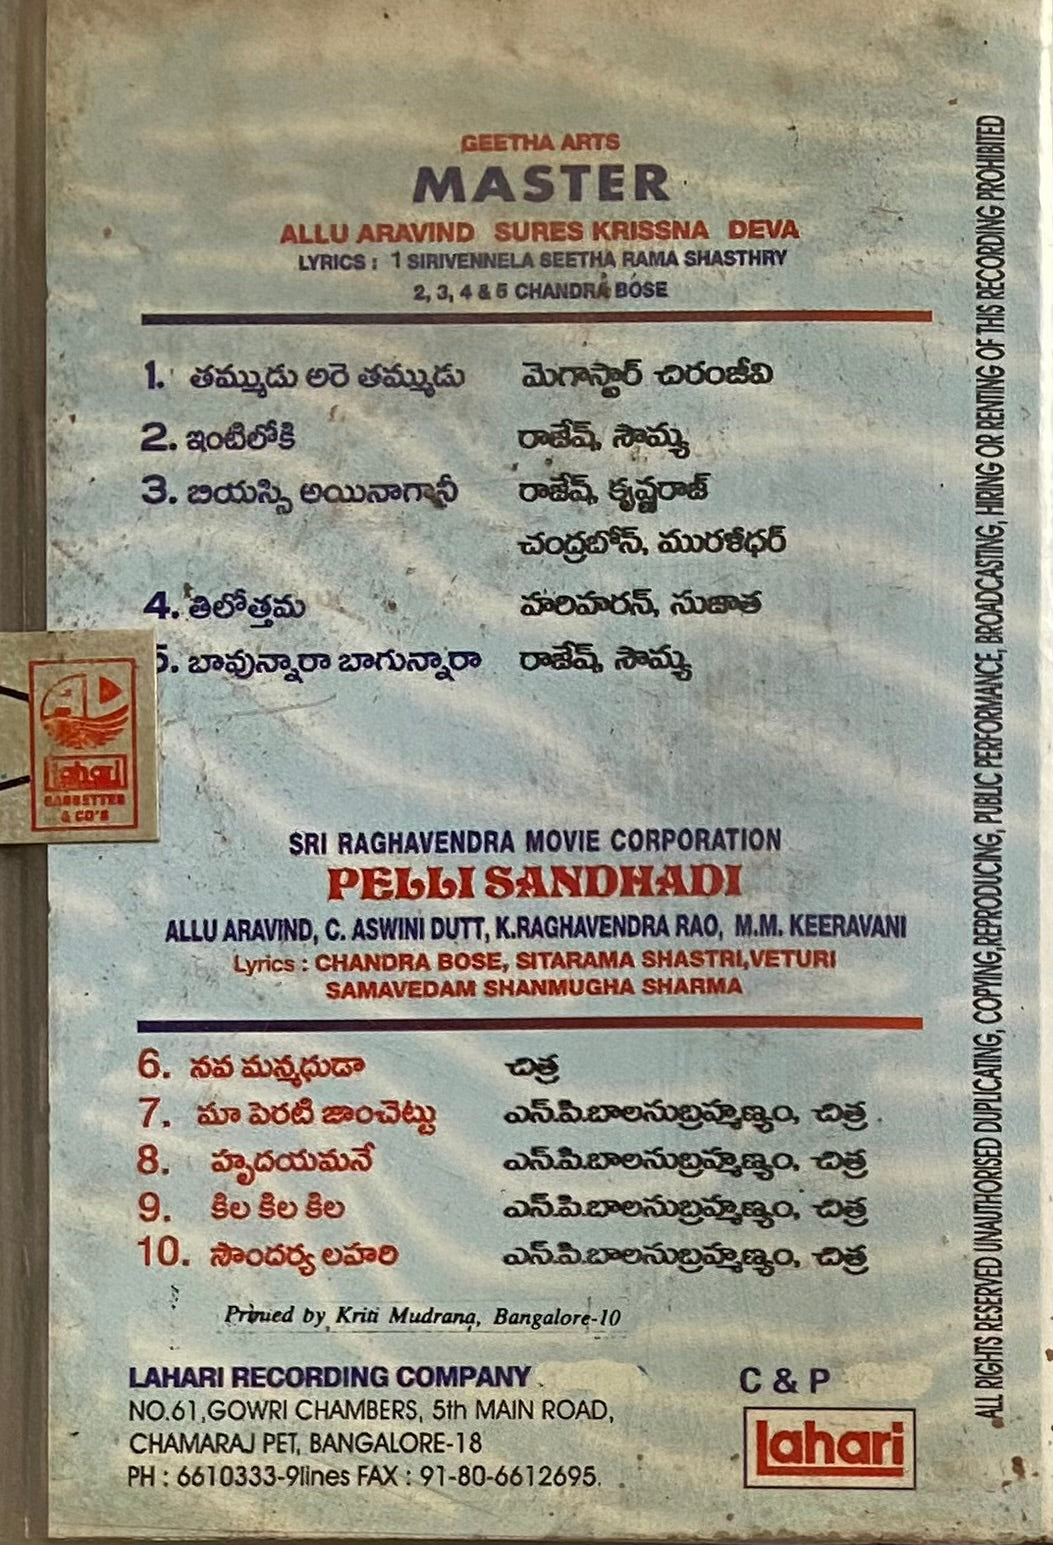 GEETHA ARTS
MASTER
ALLU ARAVIND SURES KRISSNA DEVA
LYRICS : 1 SIRIVENNELA SEETHA RAMA SHASTHRY
2, 3, 4 & 5 CHANDRA BOSE
1. తమ్ముడు అరె తమ్ముడు మెగాస్టార్ చిరంజీవి
2. ఇంటిలోకి రాజేష్, సౌమ్య
3. బియస్సి అయినాగానీ రాజేష్, కృష్ణరాజ్
చంద్రబోస్, మురళీధర్
4. తిలోత్తమ హరిహరన్, సుజాత
5. బావున్నారా బాగున్నారా రాజేష్, సౌమ్య
lahari
CASSETTES
& CD'S
SRI RAGHAVENDRA MOVIE CORPORATION
PELLI SANDHADI
ALLU ARAVIND, C. ASWINI DUTT, K.RAGHAVENDRA RAO, M.M. KEERAVANI
Lyrics : CHANDRA BOSE, SITARAMA SHASTRI,VETURI
SAMAVEDAM SHANMUGHA SHARMA
6. నవ మన్మధుడా చిత్ర
7. మా పెరటి జాంచెట్టు ఎస్.పి.బాలసుబ్రహ్మణ్యం, చిత్ర
8. హృదయమనే ఎస్.పి.బాలసుబ్రహ్మణ్యం, చిత్ర
9. కిల కిల కిల ఎస్.పి.బాలసుబ్రహ్మణ్యం, చిత్ర
10. సౌందర్య లహరి ఎస్.పి.బాలసుబ్రహ్మణ్యం, చిత్ర
Printed by Kriti Mudrana, Bangalore-10
LAHARI RECORDING COMPANY
NO.61,GOWRI CHAMBERS, 5th MAIN ROAD,
CHAMARAJ PET, BANGALORE-18
PH : 6610333-9lines FAX : 91-80-6612695.
C & P
Lahari
ALL RIGHTS RESERVED UNAUTHORISED DUPLICATING, COPYING,REPRODUCING, PUBLIC PERFORMANCE, BROADCASTING, HIRING OR RENTING OF THIS RECORDING PROHIBITED